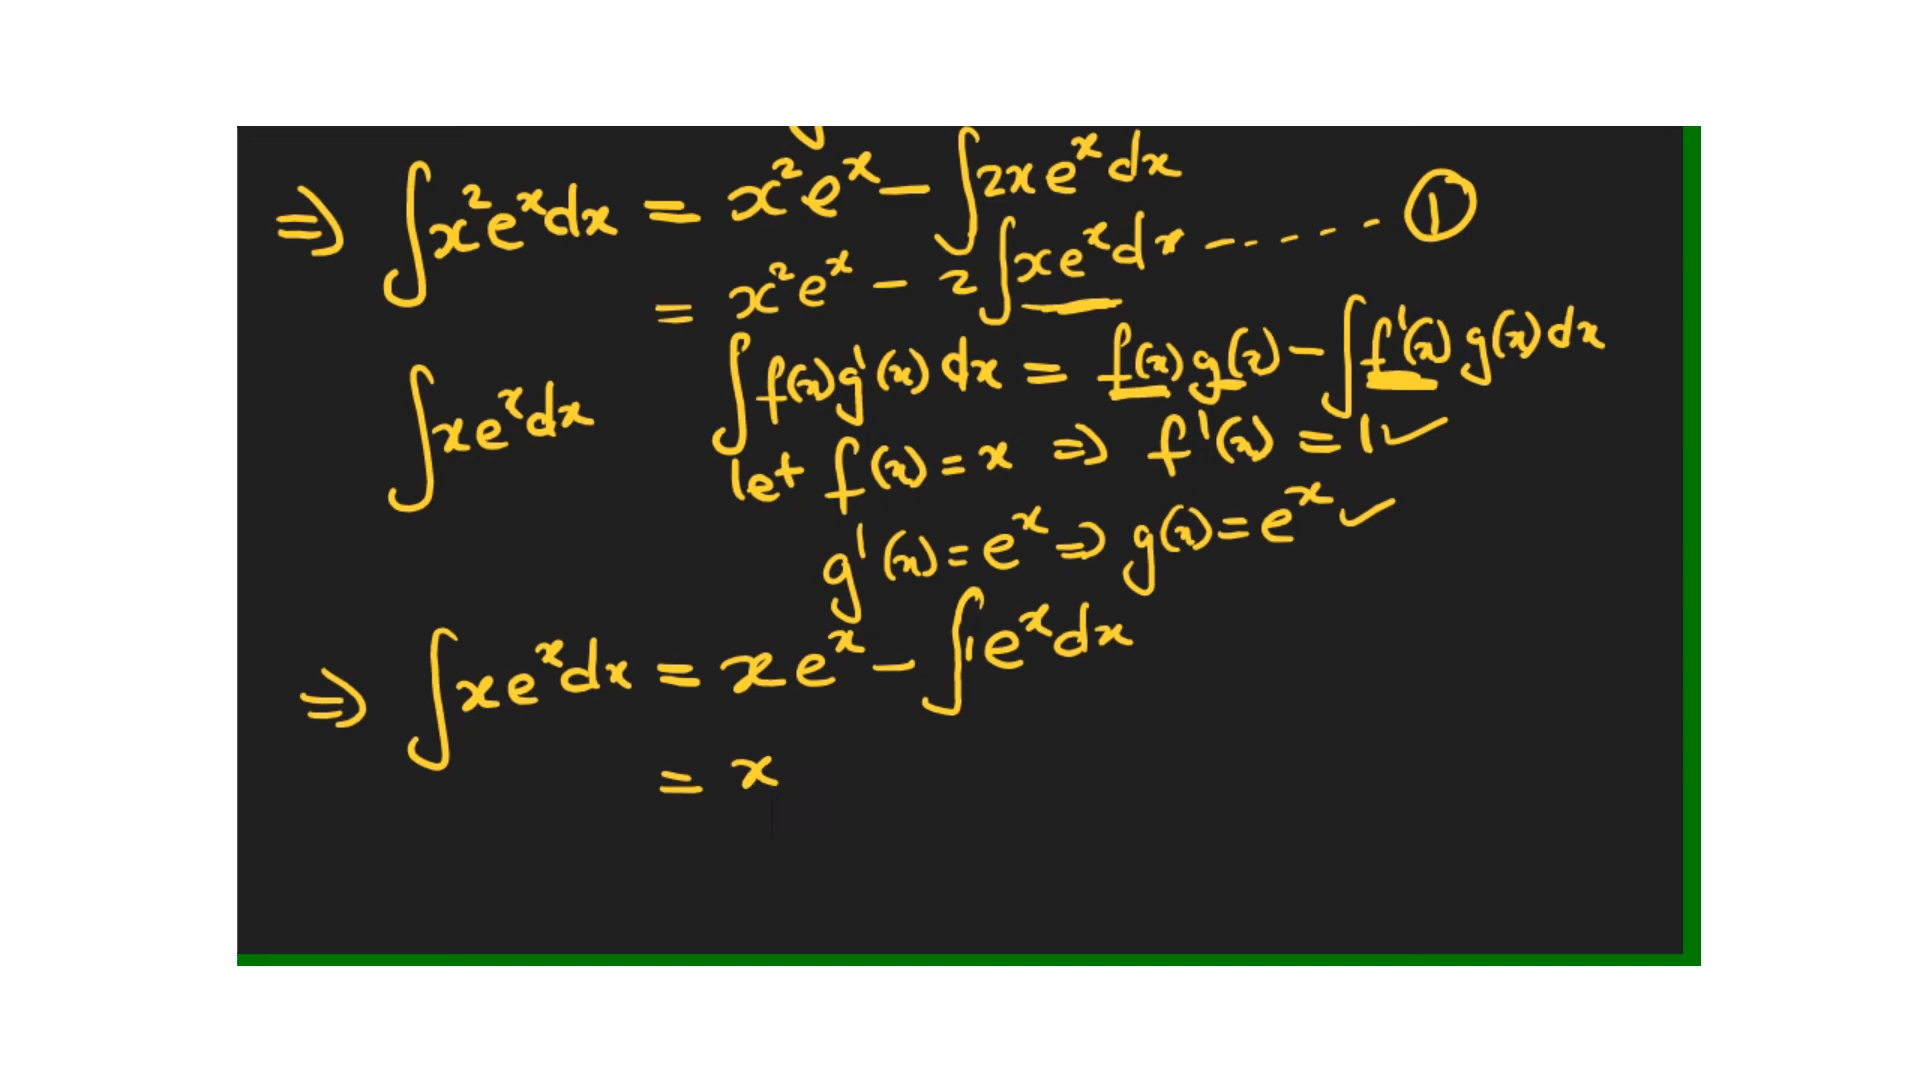 ⇒ ∫x²eˣdx = x²eˣ − ∫2xeˣdx
= x²eˣ − 2∫xeˣdx ------ ①
∫f(x)g'(x)dx = f(x)g(x) − ∫f'(x)g(x)dx
∫xeˣdx
let f(x) = x ⇒ f'(x) = 1 ✓
g'(x) = eˣ ⇒ g(x) = eˣ ✓
⇒ ∫xeˣdx = xeˣ − ∫1eˣdx
= x